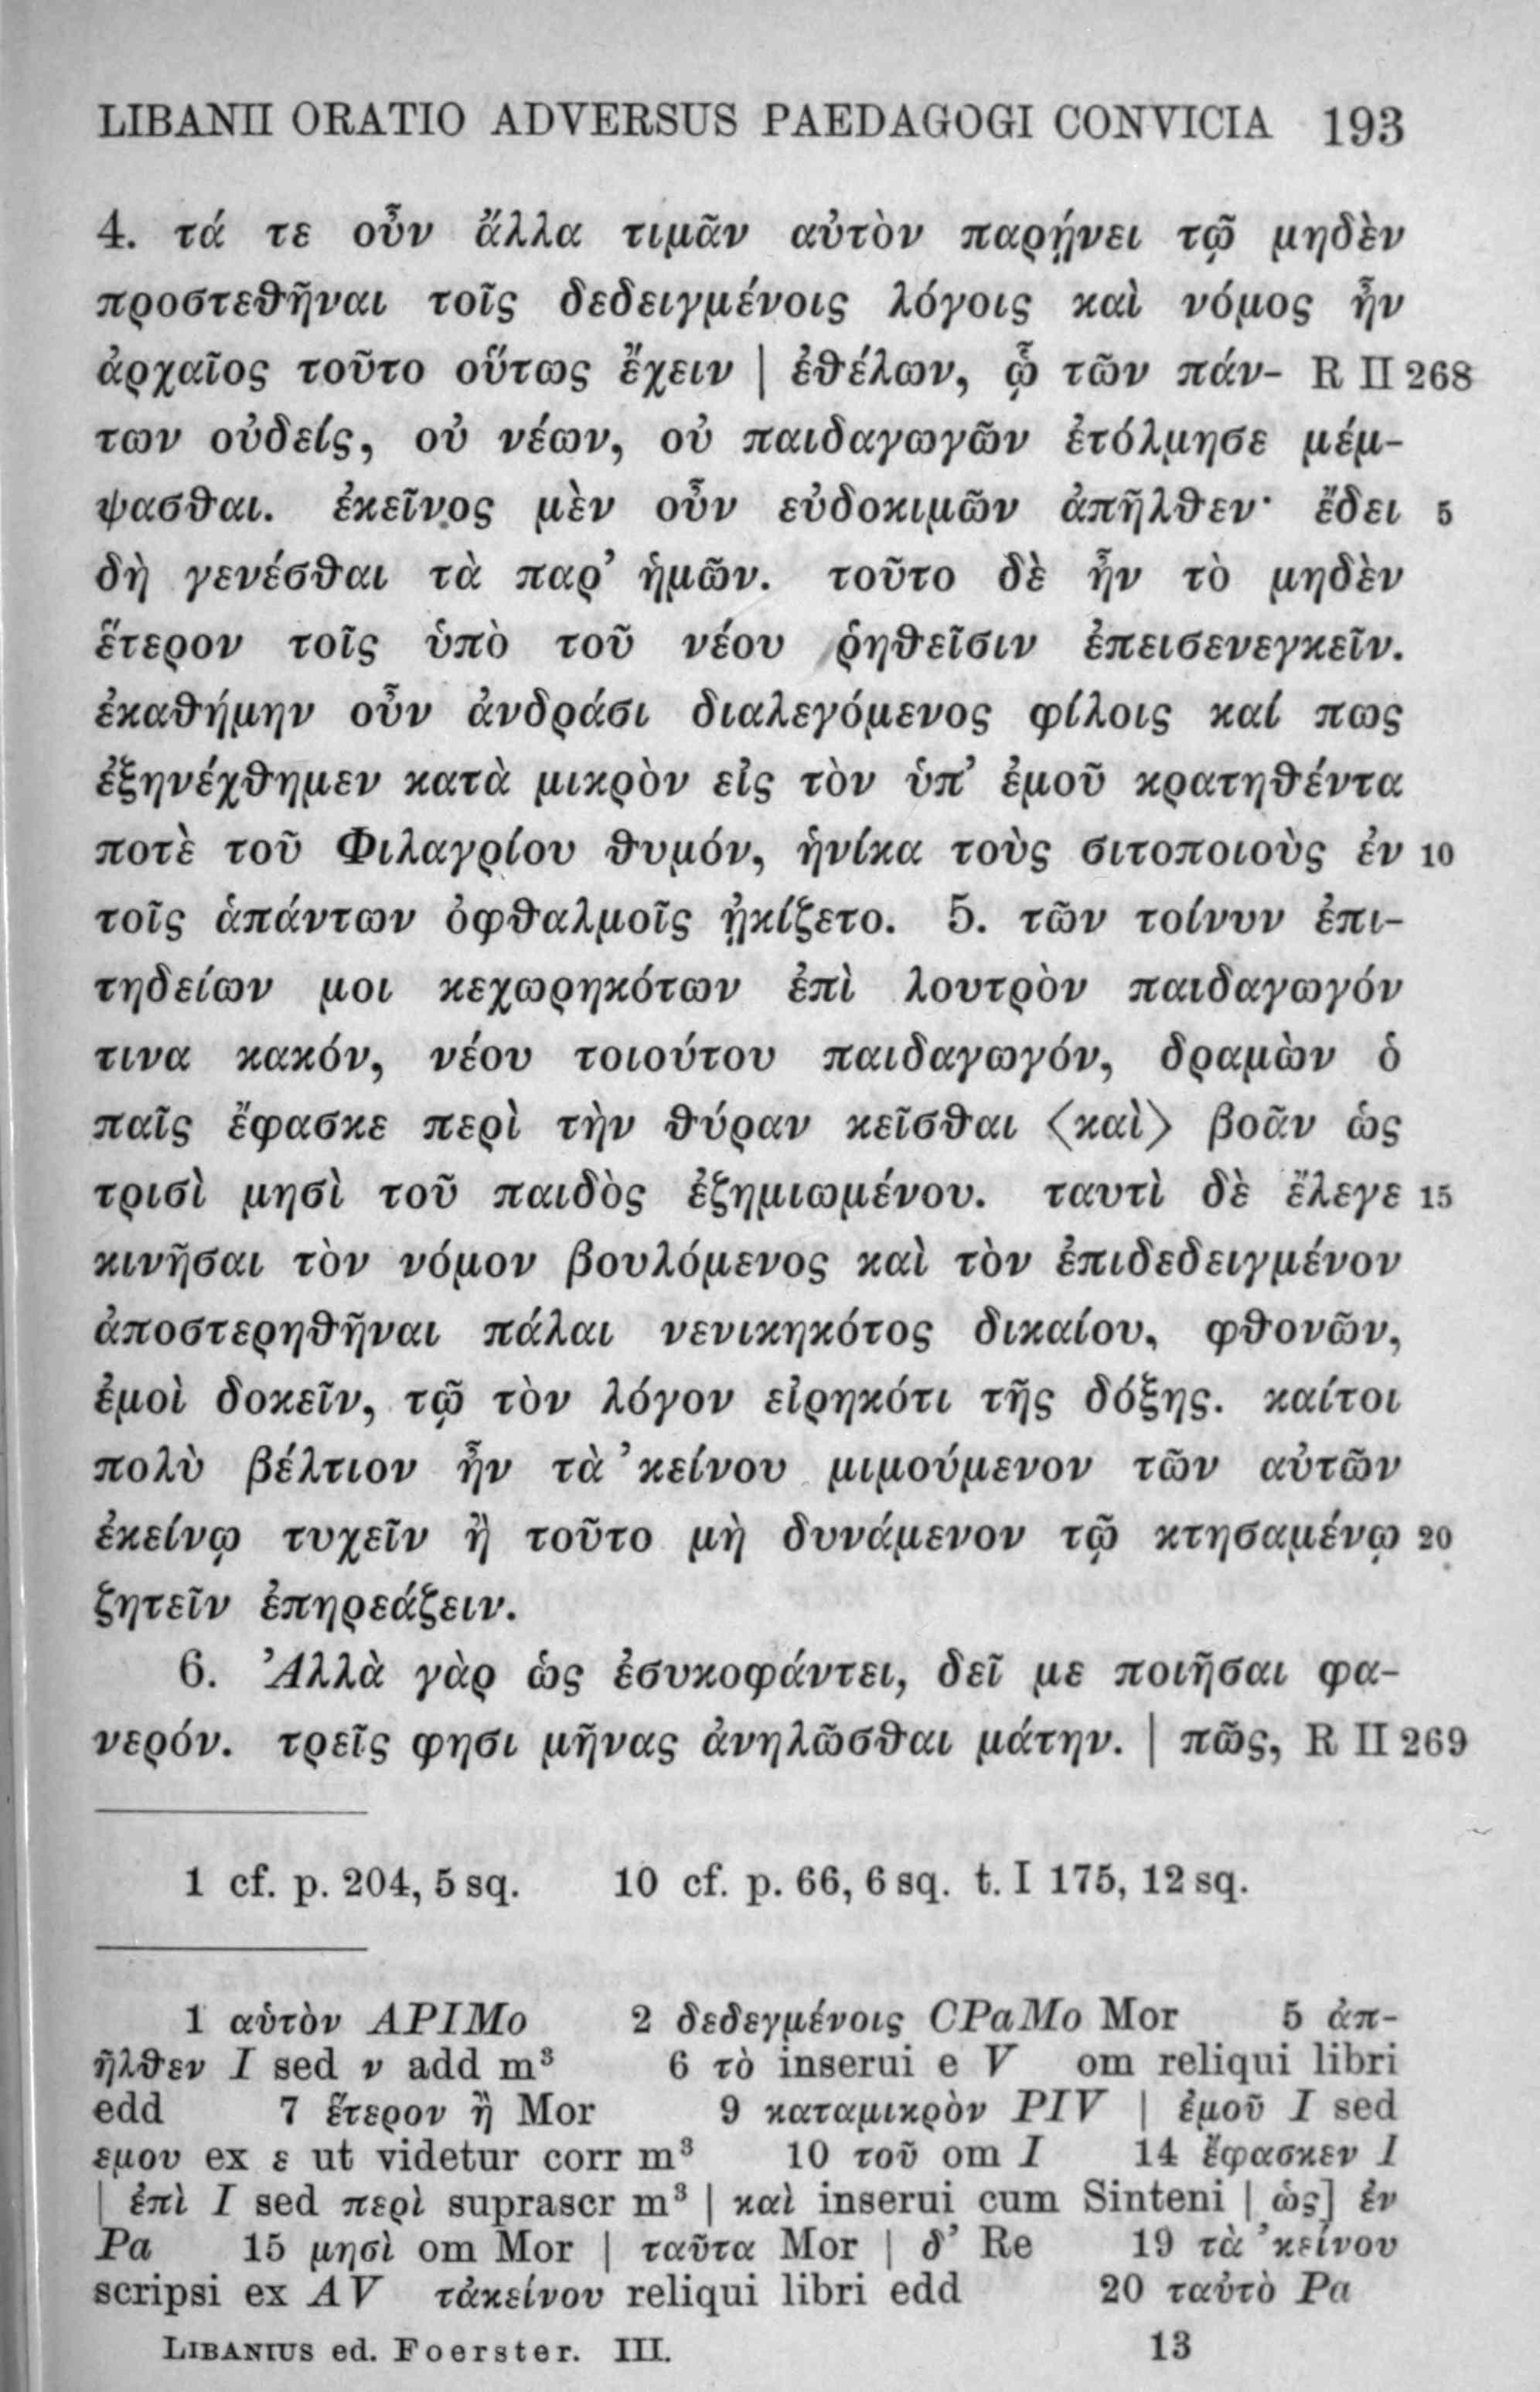 LIBANII ORATIO ADVERSUS PAEDAGOGI CONVICIA 193
4. τά τε οὖν ἄλλα τιμᾶν αὐτὸν παρῄνει τῷ μηδὲν
προστεθῆναι τοῖς δεδειγμένοις λόγοις καὶ νόμος ἦν
ἀρχαῖος τοῦτο οὕτως ἔχειν | ἐθέλων, ᾧ τῶν πάν- R II 268
των οὐδείς, οὐ νέων, οὐ παιδαγωγῶν ἐτόλμησε μέμ-
ψασθαι. ἐκεῖνος μὲν οὖν εὐδοκιμῶν ἀπῆλθεν· ἔδει 5
δὴ γενέσθαι τὰ παρ’ ἡμῶν. τοῦτο δὲ ἦν τὸ μηδὲν
ἕτερον τοῖς ὑπὸ τοῦ νέου ῥηθεῖσιν ἐπεισενεγκεῖν.
ἐκαθήμην οὖν ἀνδράσι διαλεγόμενος φίλοις καί πως
ἐξηνέχθημεν κατὰ μικρὸν εἰς τὸν ὑπ’ ἐμοῦ κρατηθέντα
ποτὲ τοῦ Φιλαγρίου θυμόν, ἡνίκα τοὺς σιτοποιοὺς ἐν 10
τοῖς ἁπάντων ὀφθαλμοῖς ᾐκίζετο. 5. τῶν τοίνυν ἐπι-
τηδείων μοι κεχωρηκότων ἐπὶ λουτρὸν παιδαγωγόν
τινα κακόν, νέου τοιούτου παιδαγωγόν, δραμὼν ὁ
παῖς ἔφασκε περὶ τὴν θύραν κεῖσθαι ⟨καὶ⟩ βοᾶν ὡς
τρισὶ μησὶ τοῦ παιδὸς ἐζημιωμένου. ταυτὶ δὲ ἔλεγε 15
κινῆσαι τὸν νόμον βουλόμενος καὶ τὸν ἐπιδεδειγμένον
ἀποστερηθῆναι πάλαι νενικηκότος δικαίου, φθονῶν,
ἐμοὶ δοκεῖν, τῷ τὸν λόγον εἰρηκότι τῆς δόξης. καίτοι
πολὺ βέλτιον ἦν τὰ ’κείνου μιμούμενον τῶν αὐτῶν
ἐκείνῳ τυχεῖν ἢ τοῦτο μὴ δυνάμενον τῷ κτησαμένῳ 20
ζητεῖν ἐπηρεάζειν.
6. Ἀλλὰ γὰρ ὡς ἐσυκοφάντει, δεῖ με ποιῆσαι φα-
νερόν. τρεῖς φησι μῆνας ἀνηλῶσθαι μάτην. | πῶς, R II 269
1 cf. p. 204, 5 sq. 10 cf. p. 66, 6 sq. t. I 175, 12 sq.
1 αὑτὸν APIMo 2 δεδεγμένοις CPaMo Mor 5 ἀπ-
ῆλθεν I sed ν add m³ 6 τὸ inserui e V om reliqui libri
edd 7 ἕτερον ἢ Mor 9 καταμικρὸν PIV | ἐμοῦ I sed
εμου ex ε ut videtur corr m³ 10 τοῦ om I 14 ἔφασκεν I
| ἐπὶ I sed περὶ suprascr m³ | καὶ inserui cum Sinteni | ὡς] ἐν
Pa 15 μησὶ om Mor | ταῦτα Mor | δ’ Re 19 τὰ ’κείνου
scripsi ex AV τἀκείνου reliqui libri edd 20 ταὐτὸ Pa
LIBANIUS ed. Foerster. III. 13